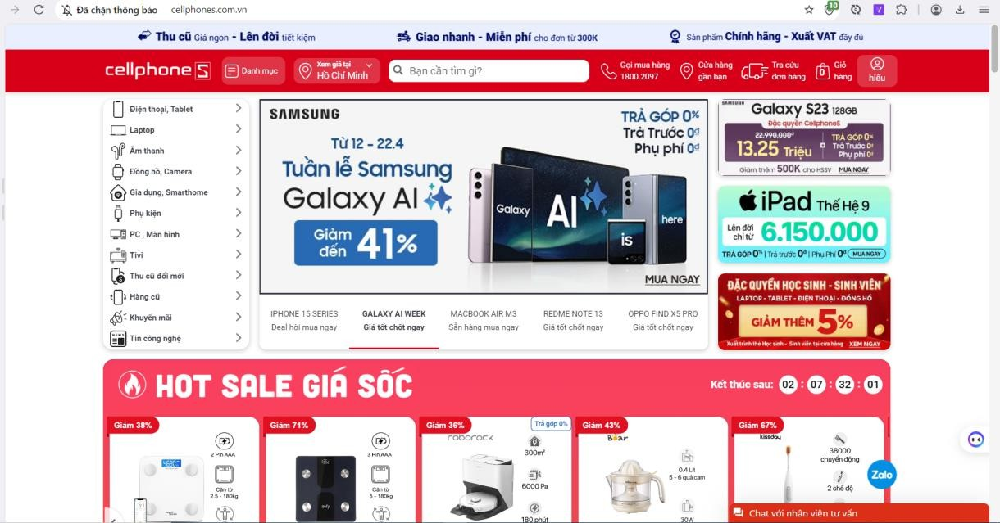 Đã chặn thông báo
cellphones.com.vn
10
Thu cũ Giá ngon - Lên đời tiết kiệm
Giao nhanh - Miễn phí cho đơn từ 300K
Sản phẩm Chính hãng - Xuất VAT đầy đủ
cellphoneS
Danh mục
Xem giá tại
Hồ Chí Minh
Bạn cần tìm gì?
Gọi mua hàng
1800.2097
Cửa hàng
gần bạn
Tra cứu
đơn hàng
0
Giỏ
hàng
hiếu
Điện thoại, Tablet
Laptop
Âm thanh
Đồng hồ, Camera
Gia dụng, Smarthome
Phụ kiện
PC , Màn hình
Tivi
Thu cũ đổi mới
Hàng cũ
Khuyến mãi
Tin công nghệ
SAMSUNG
TRẢ GÓP 0%
Trả Trước 0đ
Phụ phí 0đ
Từ 12 - 22.4
Tuần lễ Samsung
Galaxy AI
Giảm
đến 41%
Galaxy
AI
is
here
MUA NGAY
IPHONE 15 SERIES
Deal hời mua ngay
GALAXY AI WEEK
Giá tốt chốt ngay
MACBOOK AIR M3
Sẵn hàng mua ngay
REDME NOTE 13
Giá tốt chốt ngay
OPPO FIND X5 PRO
Giá tốt chốt ngay
SAMSUNG
Galaxy S23 128GB
Đặc quyền CellphoneS
22.990.000đ
13.25 Triệu
TRẢ GÓP 0%
Trả Trước 0đ
Phụ phí 0đ
Giảm thêm 500K cho HSSV MUA NGAY
iPad Thế Hệ 9
Lên đời
chỉ từ 6.150.000
TRẢ GÓP 0% | Trả trước 0đ | Phụ Phí 0đ MUA NGAY
ĐẶC QUYỀN HỌC SINH - SINH VIÊN
LAPTOP - TABLET - ĐIỆN THOẠI - ĐỒNG HỒ
GIẢM THÊM 5%
Xuất trình thẻ Học sinh - Sinh viên tại cửa hàng XEM NGAY
HOT SALE GIÁ SỐC
Kết thúc sau: 02 : 07 : 32 : 01
Giảm 38%
2 Pin AAA
Cân từ
2.5 - 180kg
Giảm 71%
3 Pin AAA
Cân từ
5 - 180kg
eufy
Giảm 36%
Trả góp 0%
roborock
300m²
6000 Pa
180 phút
Giảm 43%
Bear
0.4 Lít
5 - 6 quả cam
30W
Giảm 67%
kissday
38000
chuyển động
2 chế độ
Zalo
Chat với nhân viên tư vấn